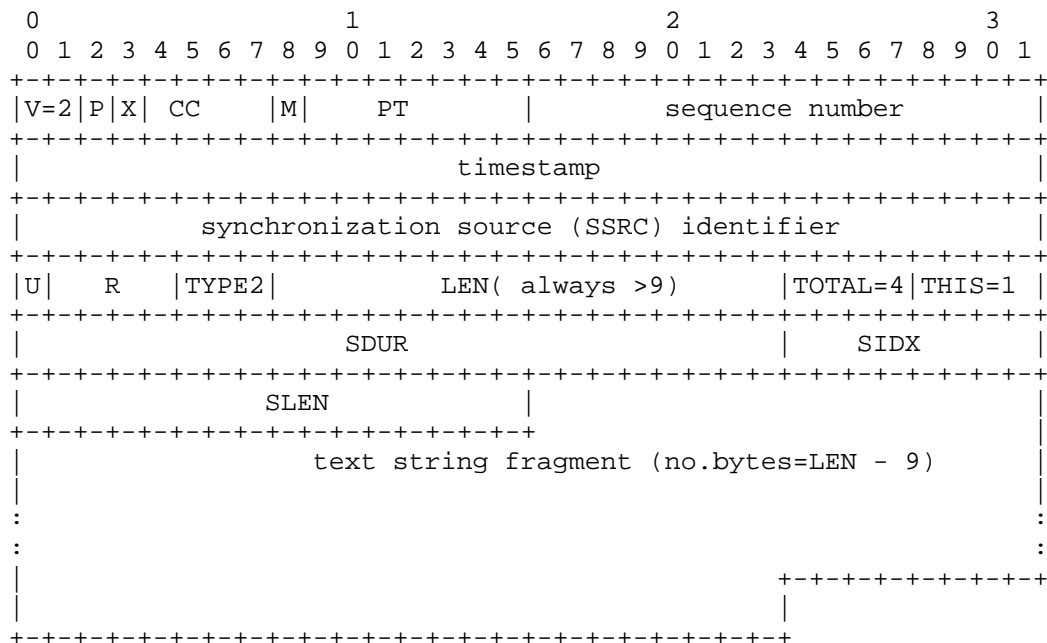 0                   1                   2                   3
 0 1 2 3 4 5 6 7 8 9 0 1 2 3 4 5 6 7 8 9 0 1 2 3 4 5 6 7 8 9 0 1
+-+-+-+-+-+-+-+-+-+-+-+-+-+-+-+-+-+-+-+-+-+-+-+-+-+-+-+-+-+-+-+-+
|V=2|P|X| CC    |M|    PT       |        sequence number        |
+-+-+-+-+-+-+-+-+-+-+-+-+-+-+-+-+-+-+-+-+-+-+-+-+-+-+-+-+-+-+-+-+
|                           timestamp                           |
+-+-+-+-+-+-+-+-+-+-+-+-+-+-+-+-+-+-+-+-+-+-+-+-+-+-+-+-+-+-+-+-+
|           synchronization source (SSRC) identifier            |
+-+-+-+-+-+-+-+-+-+-+-+-+-+-+-+-+-+-+-+-+-+-+-+-+-+-+-+-+-+-+-+-+
|U|   R   |TYPE2|          LEN( always >9)      |TOTAL=4|THIS=1 |
+-+-+-+-+-+-+-+-+-+-+-+-+-+-+-+-+-+-+-+-+-+-+-+-+-+-+-+-+-+-+-+-+
|                    SDUR                       |    SIDX       |
+-+-+-+-+-+-+-+-+-+-+-+-+-+-+-+-+-+-+-+-+-+-+-+-+-+-+-+-+-+-+-+-+
|               SLEN            |                               |
+-+-+-+-+-+-+-+-+-+-+-+-+-+-+-+-+                               |
|                  text string fragment (no.bytes=LEN - 9)      |
|                                                               |
:                                                               :
:                                                               :
|                                               +-+-+-+-+-+-+-+-+
|                                               |
+-+-+-+-+-+-+-+-+-+-+-+-+-+-+-+-+-+-+-+-+-+-+-+-+